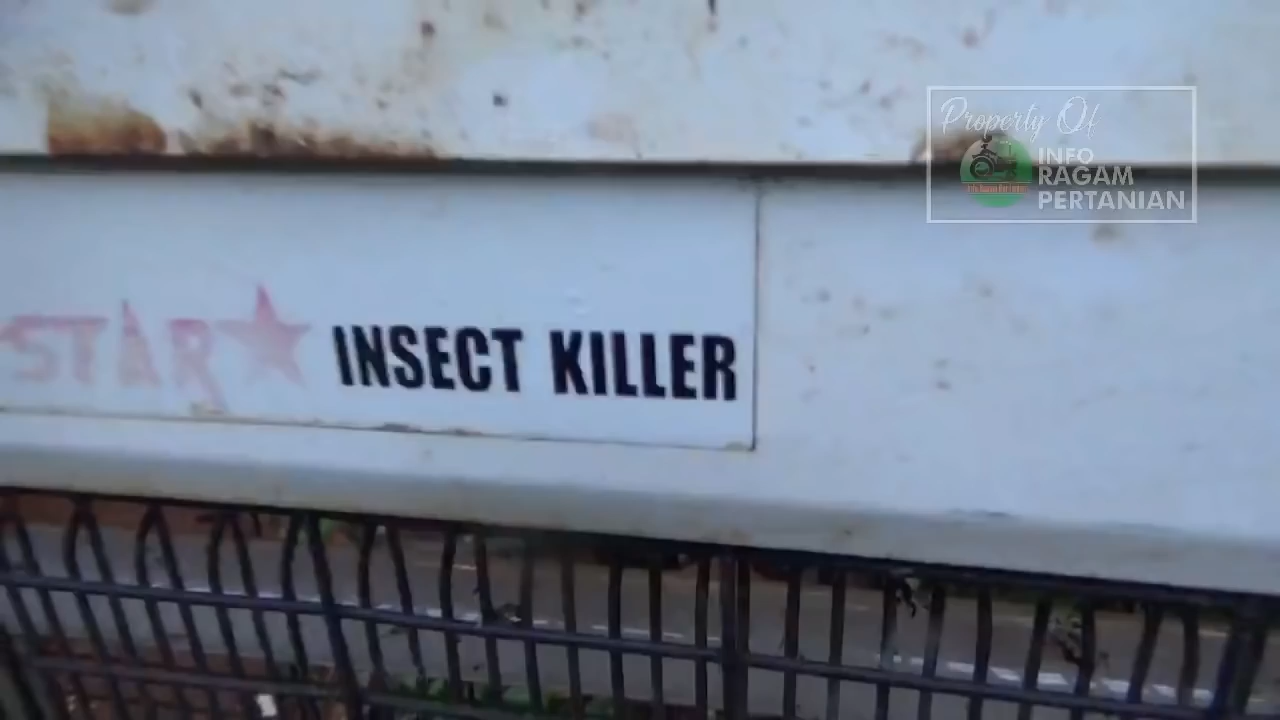 Property Of
INFO
RAGAM
PERTANIAN
STAR INSECT KILLER